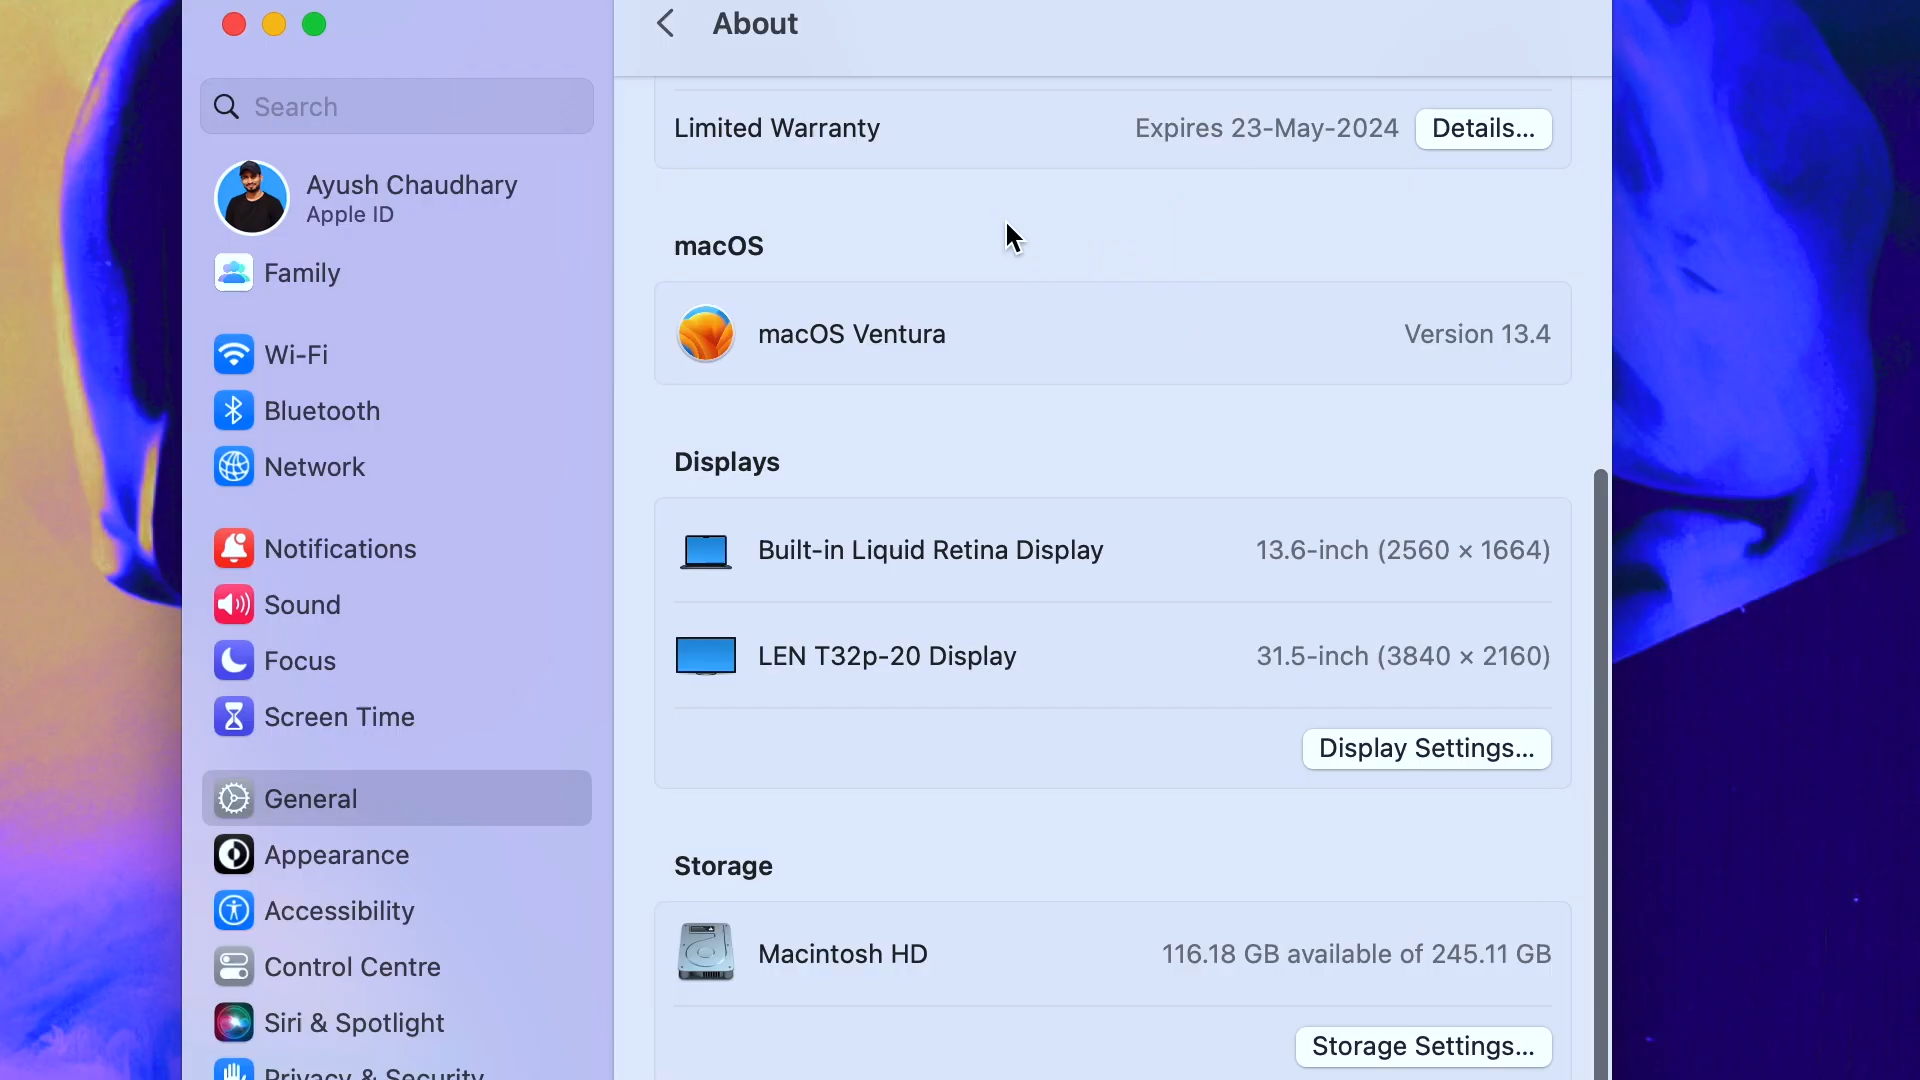 About
Search
Ayush Chaudhary
Apple ID
Family
Wi-Fi
Bluetooth
Network
Notifications
Sound
Focus
Screen Time
General
Appearance
Accessibility
Control Centre
Siri & Spotlight
Privacy & Security
Limited Warranty Expires 23-May-2024 Details...
macOS
macOS Ventura Version 13.4
Displays
Built-in Liquid Retina Display 13.6-inch (2560 × 1664)
LEN T32p-20 Display 31.5-inch (3840 × 2160)
Display Settings...
Storage
Macintosh HD 116.18 GB available of 245.11 GB
Storage Settings...